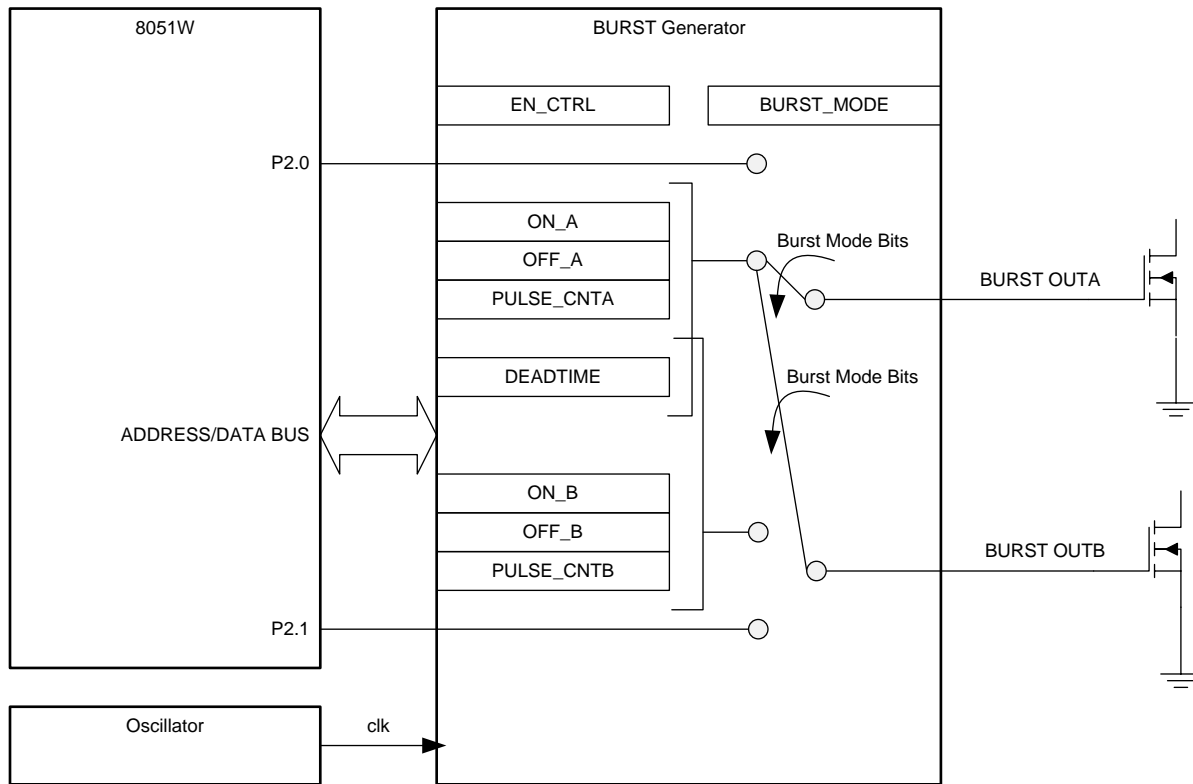 8051W
BURST Generator
EN_CTRL
BURST_MODE
P2.0
ON_A
OFF_A
PULSE_CNTA
Burst Mode Bits
BURST OUTA
DEADTIME
Burst Mode Bits
ADDRESS/DATA BUS
ON_B
OFF_B
PULSE_CNTB
BURST OUTB
P2.1
Oscillator
clk